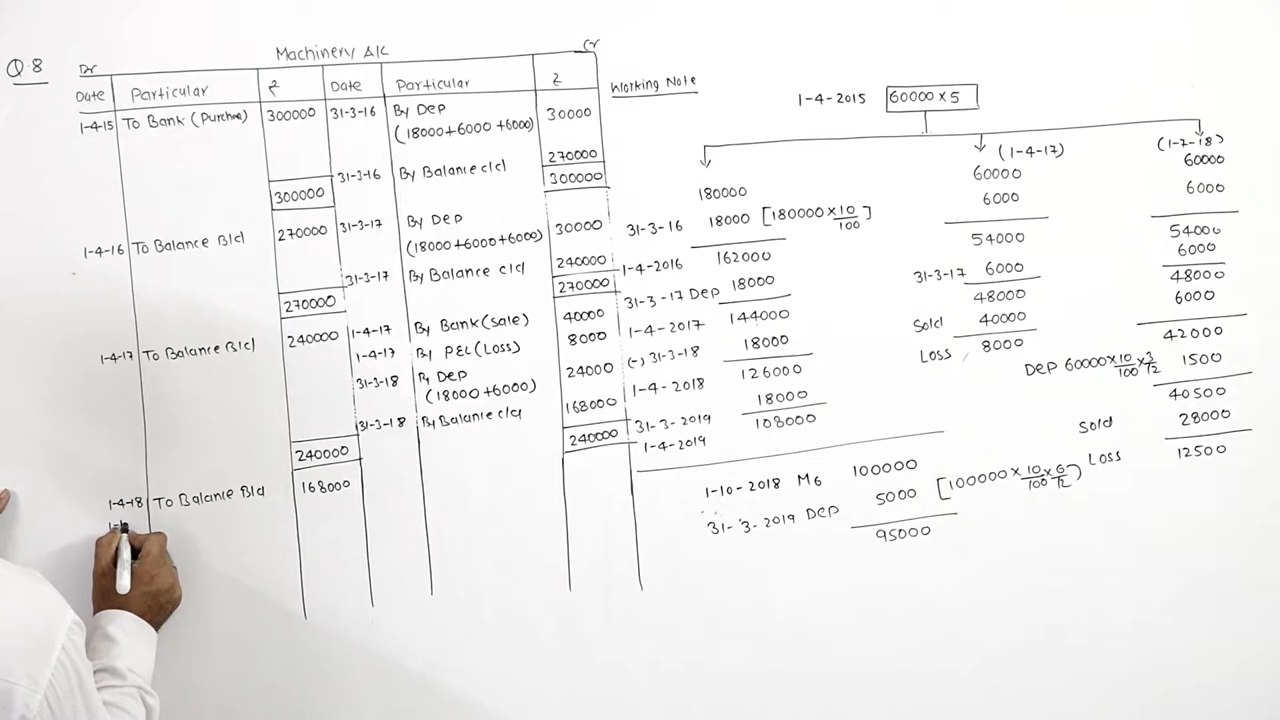 Q.8
Machinery A/C
Dr
Cr
Date Particular ₹ Date Particular ₹
1-4-15 To Bank (Purchase) 300000 31-3-16 By Dep 30000
(18000+6000+6000)
270000
31-3-16 By Balance c/d
300000 300000
1-4-16 To Balance B/d 270000 31-3-17 By Dep 30000
(18000+6000+6000)
31-3-17 By Balance c/d 240000
270000 270000
1-4-17 To Balance B/d 240000 1-4-17 By Bank (Sale) 40000
1-4-17 By P&L (Loss) 8000
31-3-18 By Dep 24000
(18000+6000)
31-3-18 By Balance c/d 168000
240000 240000
1-4-18 To Balance B/d 168000
Working Note
1-4-2015 60000 x 5
180000
31-3-16 18000 [180000 x 10/100]
1-4-2016 162000
31-3-17 Dep 18000
1-4-2017 144000
(-) 31-3-18 18000
1-4-2018 126000
31-3-2019 18000
1-4-2019 108000
(1-4-17)
60000
6000
54000
31-3-17 6000
48000
Sold 40000
Loss 8000
(1-7-18)
60000
6000
54000
6000
48000
6000
42000
Dep 60000 x 10/100 x 3/12 1500
40500
Sold 28000
Loss 12500
1-10-2018 M6 100000
31-3-2019 Dep 5000 [100000 x 10/100 x 6/12)
95000